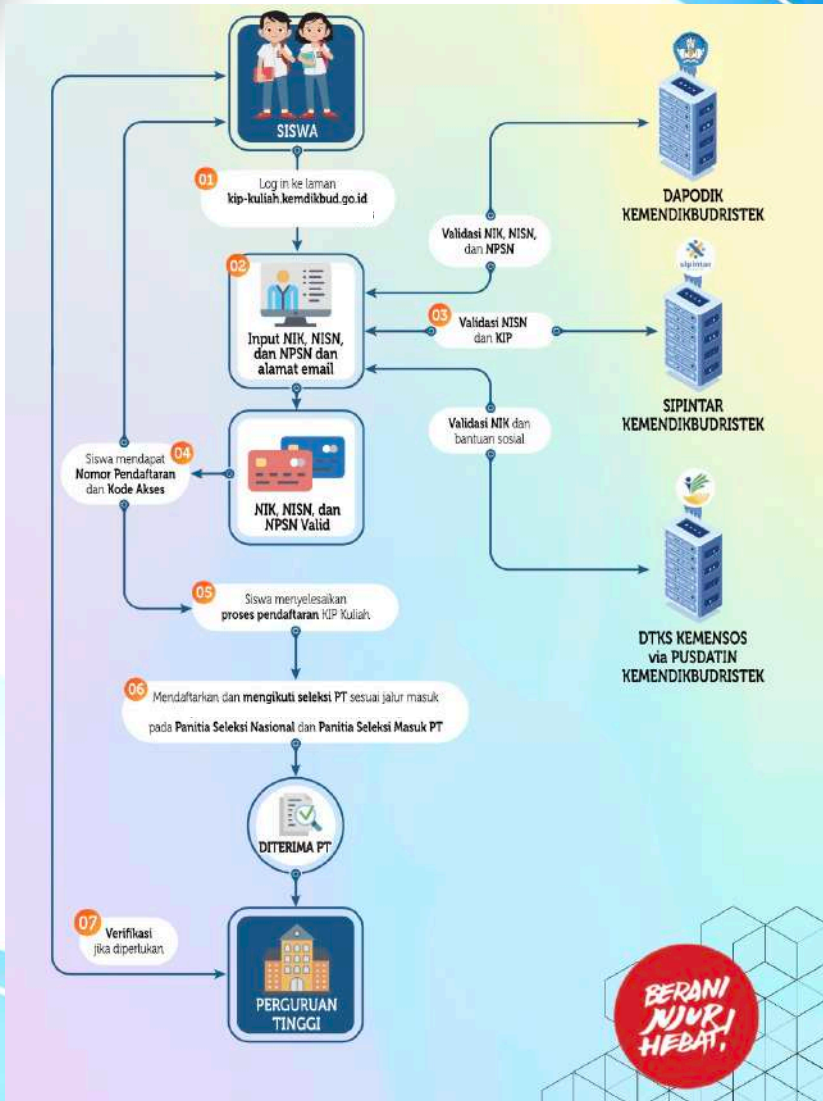 SISWA
01
Log in ke laman
kip-kuliah.kemdikbud.go.id
02
Input NIK, NISN,
dan NPSN dan
alamat email
Validasi NIK, NISN,
dan NPSN
DAPODIK
KEMENDIKBUDRISTEK
03
Validasi NISN
dan KIP
sipintar
SIPINTAR
KEMENDIKBUDRISTEK
Validasi NIK dan
bantuan sosial
DTKS KEMENSOS
via PUSDATIN
KEMENDIKBUDRISTEK
NIK, NISN, dan
NPSN Valid
04
Siswa mendapat
Nomor Pendaftaran
dan Kode Akses
05
Siswa menyelesaikan
proses pendaftaran KIP Kuliah
06
Mendaftarkan dan mengikuti seleksi PT sesuai jalur masuk
pada Panitia Seleksi Nasional dan Panitia Seleksi Masuk PT
DITERIMA PT
07
Verifikasi
jika diperlukan
PERGURUAN
TINGGI
BERANI
JUJUR
HEBAT!